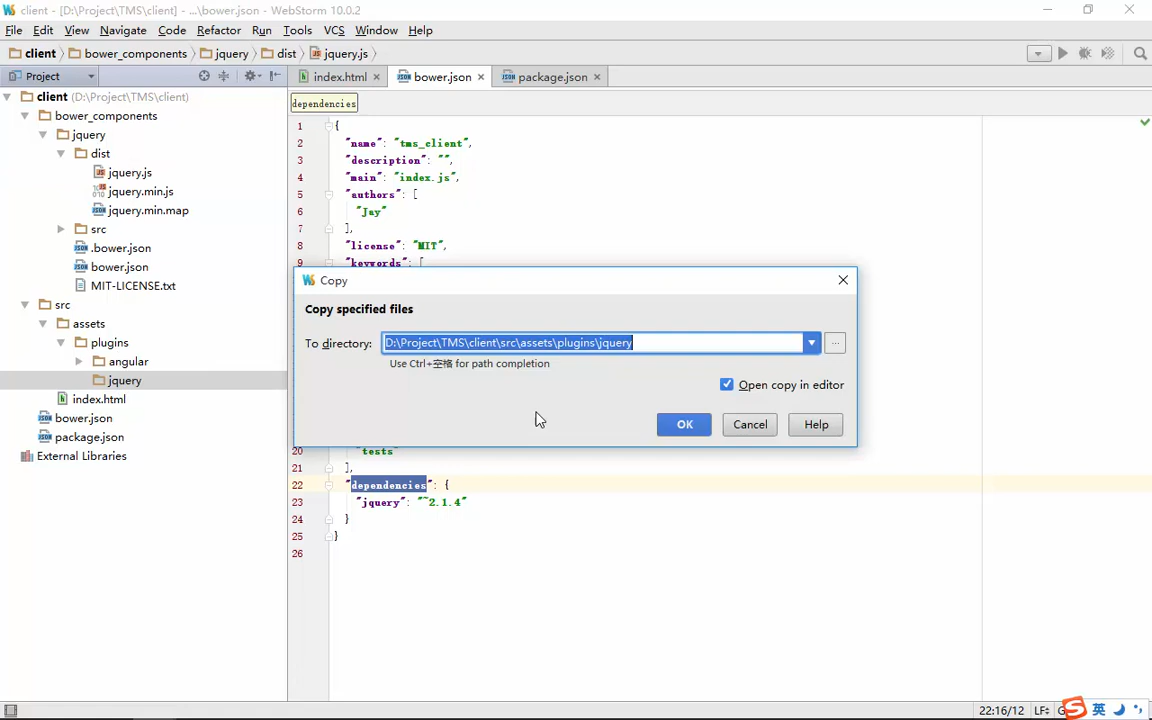 client - [D:\Project\TMS\client] - ...\bower.json - WebStorm 10.0.2
File Edit View Navigate Code Refactor Run Tools VCS Window Help
client bower_components jquery dist jquery.js
Project index.html bower.json package.json
client (D:\Project\TMS\client)
dependencies
bower_components
jquery
dist
jquery.js
jquery.min.js
jquery.min.map
src
.bower.json
bower.json
MIT-LICENSE.txt
src
assets
plugins
angular
jquery
index.html
bower.json
package.json
External Libraries
1 {
2 "name": "tms_client",
3 "description": "",
4 "main": "index.js",
5 "authors": [
6 "Jay"
7 ],
8 "license": "MIT",
9 "keywords": [
Copy
Copy specified files
To directory: D:\Project\TMS\client\src\assets\plugins\jquery
Use Ctrl+空格 for path completion
Open copy in editor
OK Cancel Help
20 "tests"
21 ],
22 "dependencies": {
23 "jquery": "~2.1.4"
24 }
25 }
26
22:16/12 LF÷ 英